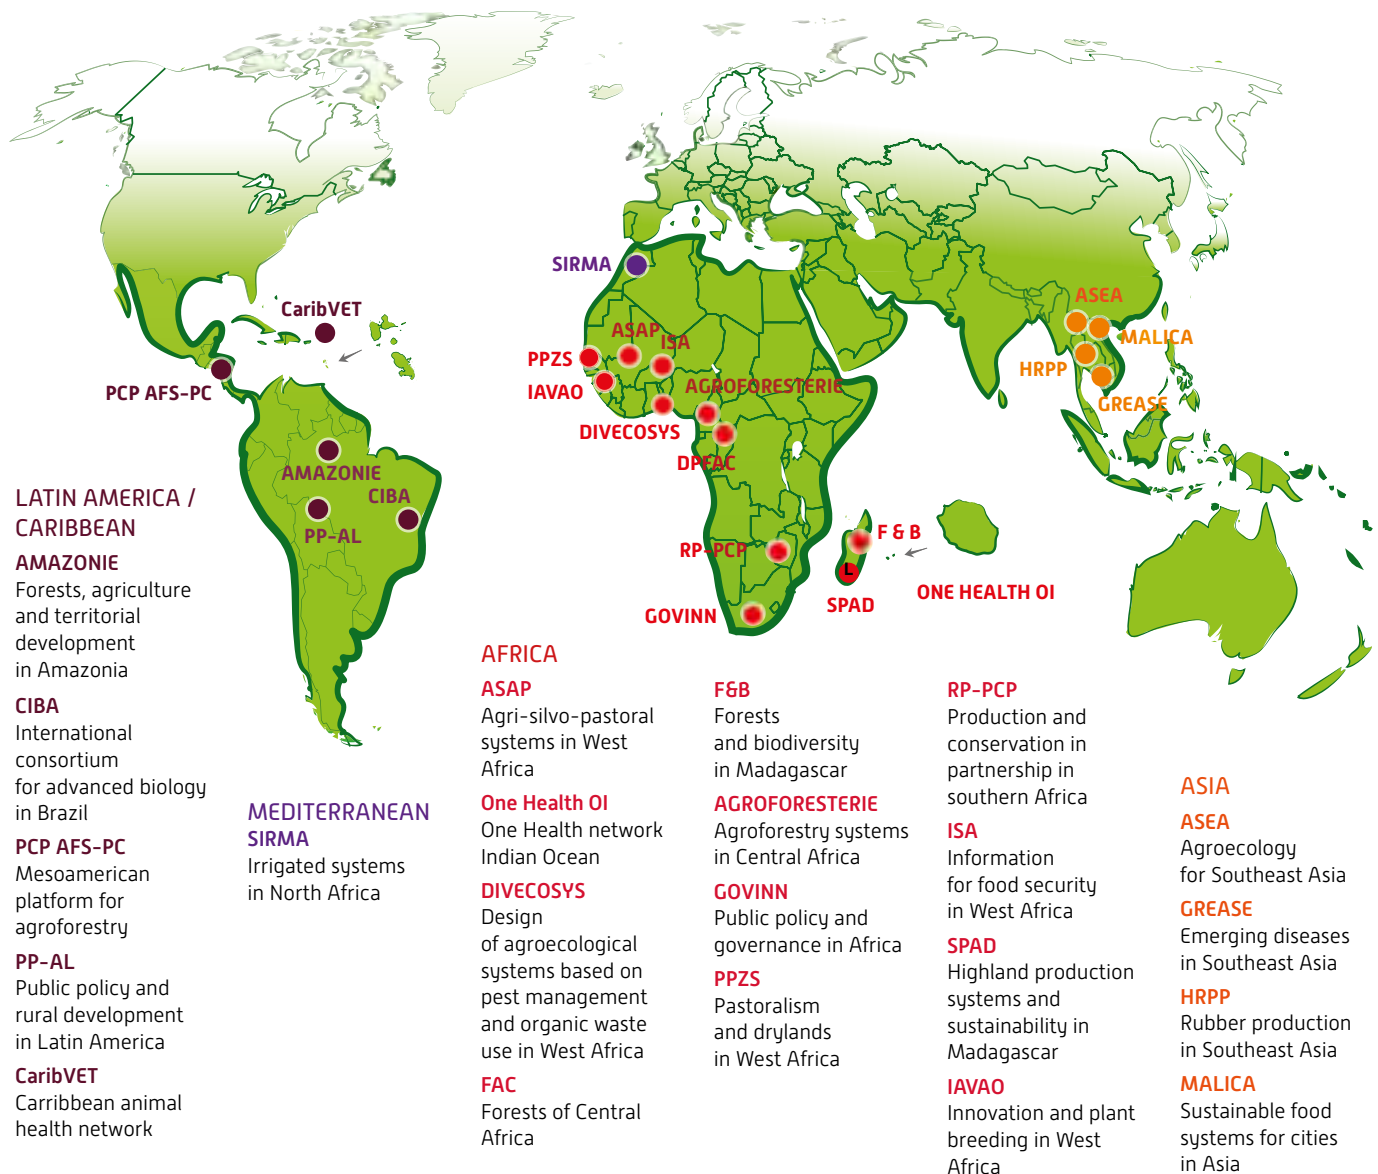 SIRMA
ASEA
CaribVET
ASAP
ISA
MALICA
PPZS
HRPP
PCP AFS-PC
IAVAO
AGROFORESTERIE
GREASE
DIVECOSYS
DPFAC
AMAZONIE
CIBA
PP-AL
F & B
RP-PCP
L
ONE HEALTH OI
SPAD
GOVINN
LATIN AMERICA /
CARIBBEAN
AMAZONIE
Forests, agriculture
and territorial
development
in Amazonia
CIBA
International
consortium
for advanced biology
in Brazil
PCP AFS-PC
Mesoamerican
platform for
agroforestry
PP-AL
Public policy and
rural development
in Latin America
CaribVET
Carribbean animal
health network
MEDITERRANEAN
SIRMA
Irrigated systems
in North Africa
AFRICA
ASAP
Agri-silvo-pastoral
systems in West
Africa
One Health OI
One Health network
Indian Ocean
DIVECOSYS
Design
of agroecological
systems based on
pest management
and organic waste
use in West Africa
FAC
Forests of Central
Africa
F&B
Forests
and biodiversity
in Madagascar
AGROFORESTERIE
Agroforestry systems
in Central Africa
GOVINN
Public policy and
governance in Africa
PPZS
Pastoralism
and drylands
in West Africa
RP-PCP
Production and
conservation in
partnership in
southern Africa
ISA
Information
for food security
in West Africa
SPAD
Highland production
systems and
sustainability in
Madagascar
IAVAO
Innovation and plant
breeding in West
Africa
ASIA
ASEA
Agroecology
for Southeast Asia
GREASE
Emerging diseases
in Southeast Asia
HRPP
Rubber production
in Southeast Asia
MALICA
Sustainable food
systems for cities
in Asia